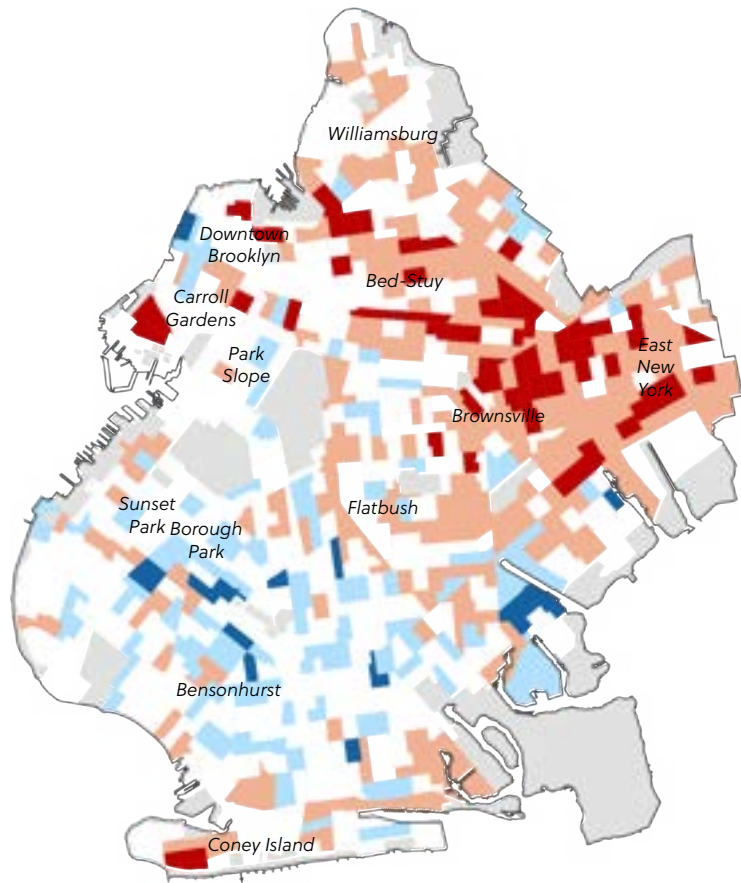 Williamsburg
Downtown
Brooklyn
Bed-Stuy
Carroll
Gardens
Park
Slope
East
New
York
Brownsville
Sunset
Park
Borough
Park
Flatbush
Bensonhurst
Coney Island